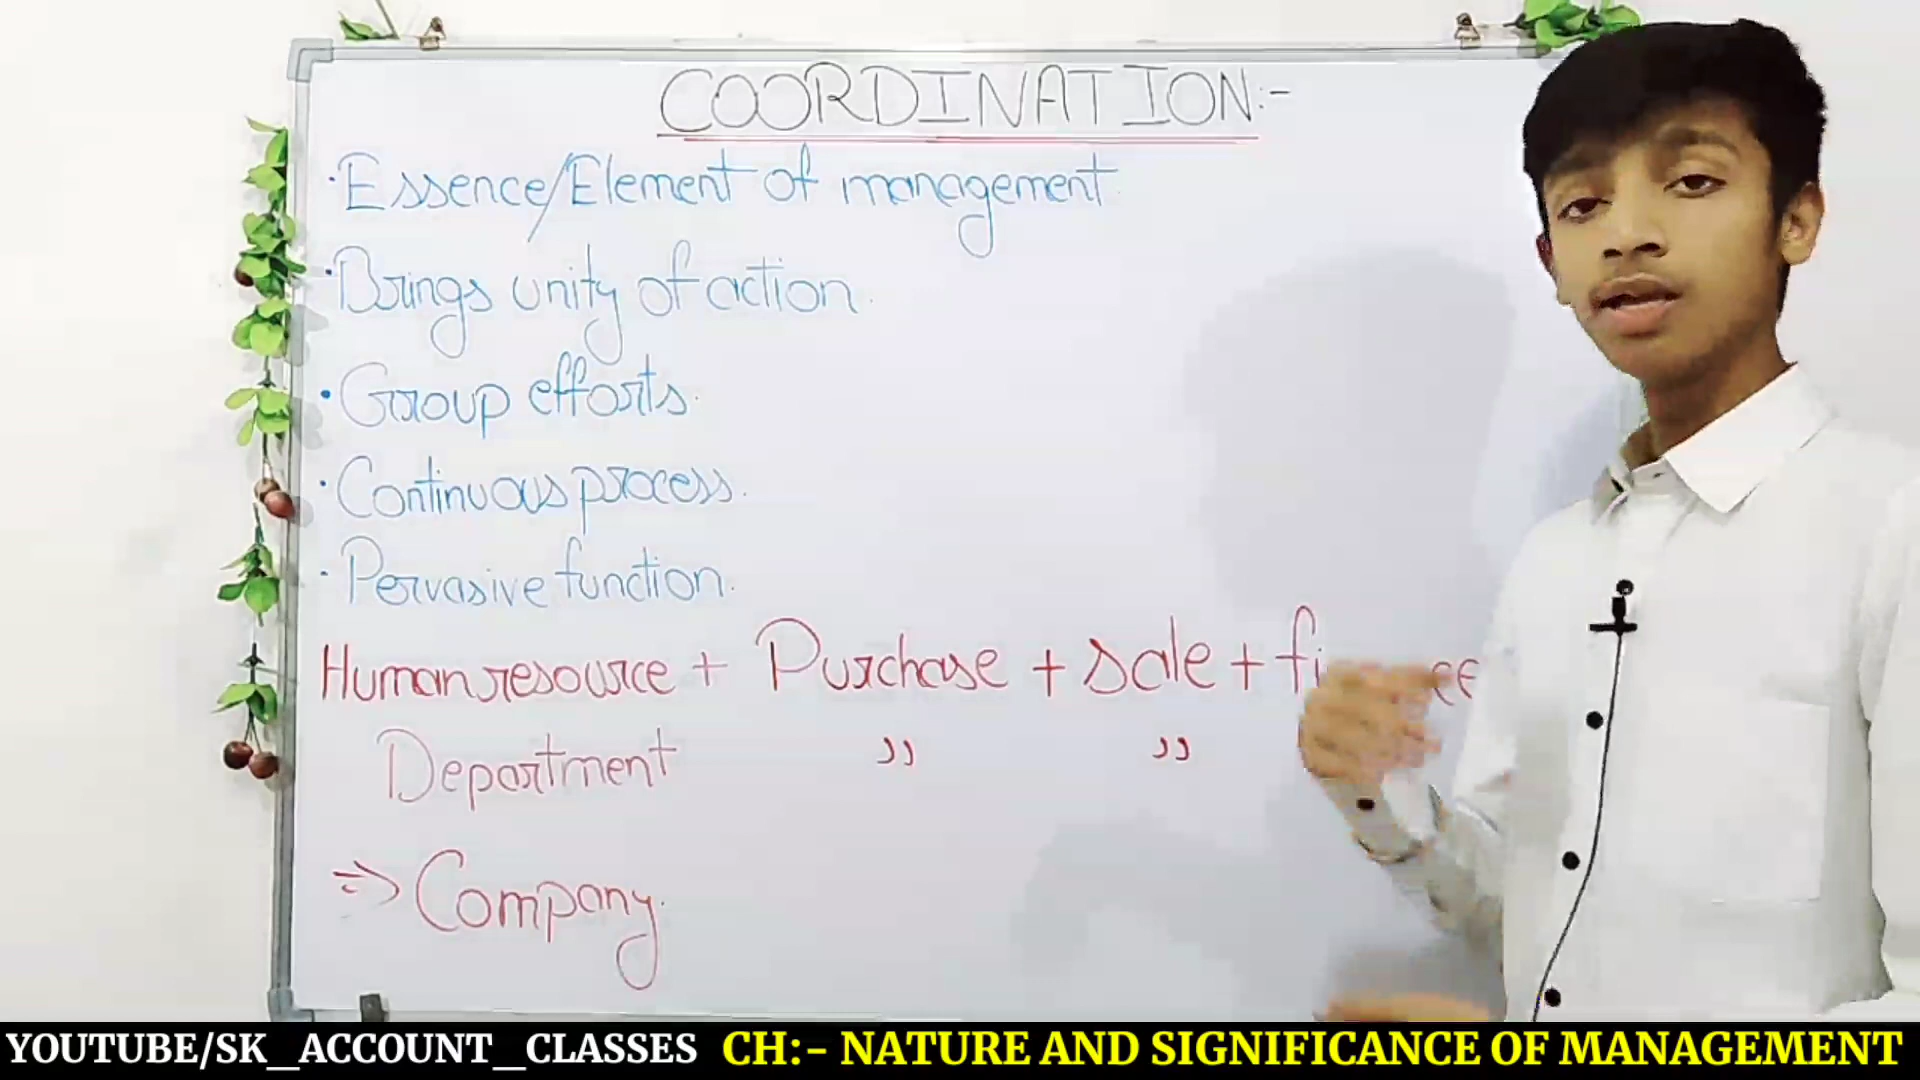 COORDINATION:-
· Essence/Element of management
· Brings unity of action.
· Group efforts.
· Continuous process.
· Pervasive function.
Human resource + Purchase + sale + 
Department " "
⇒ Company.
YOUTUBE/SK_ACCOUNT_CLASSES CH:- NATURE AND SIGNIFICANCE OF MANAGEMENT